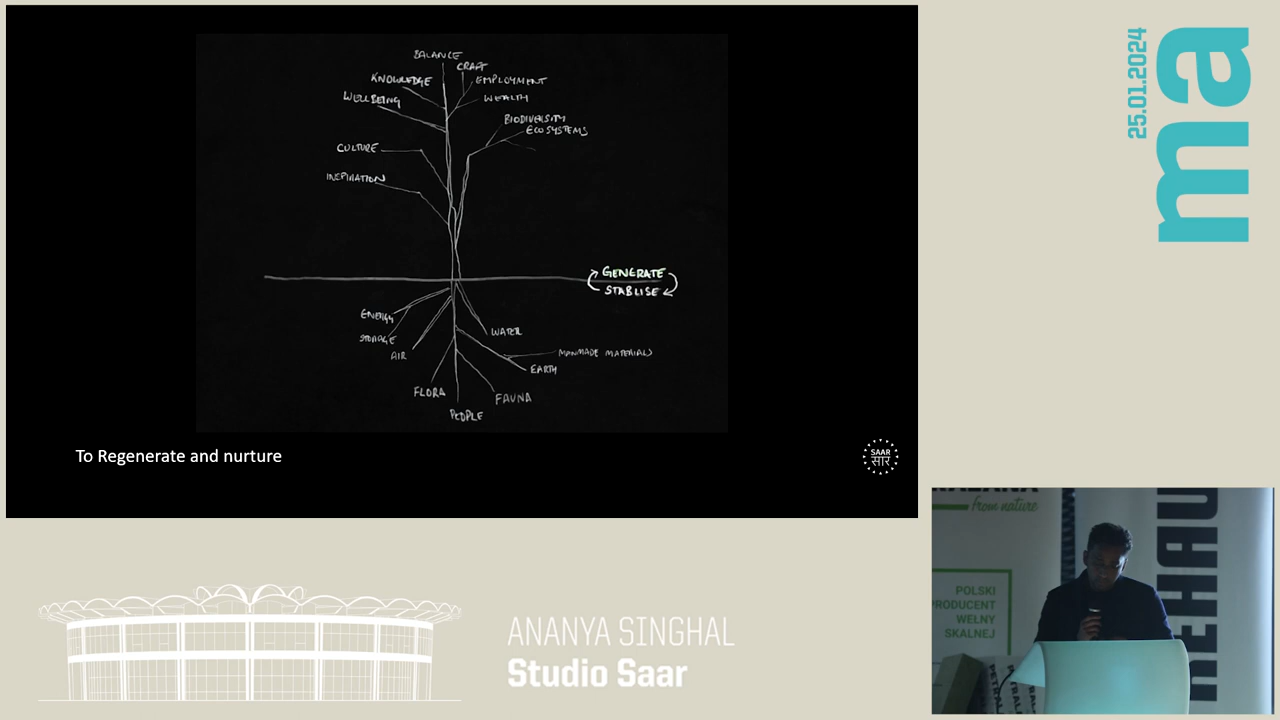 BALANCE
CRAFT
KNOWLEDGE
EMPLOYMENT
WELLBEING
WEALTH
BIODIVERSITY
ECOSYSTEMS
CULTURE
INSPIRATION
GENERATE
STABLISE
ENERGY
STORAGE
AIR
WATER
MANMADE MATERIALS
EARTH
FLORA
FAUNA
PEOPLE
To Regenerate and nurture
SAAR
सार
25.01.2024
ma
from nature
POLSKI
PRODUCENT
WEŁNY
SKALNEJ
REHAU
ANANYA SINGHAL
Studio Saar